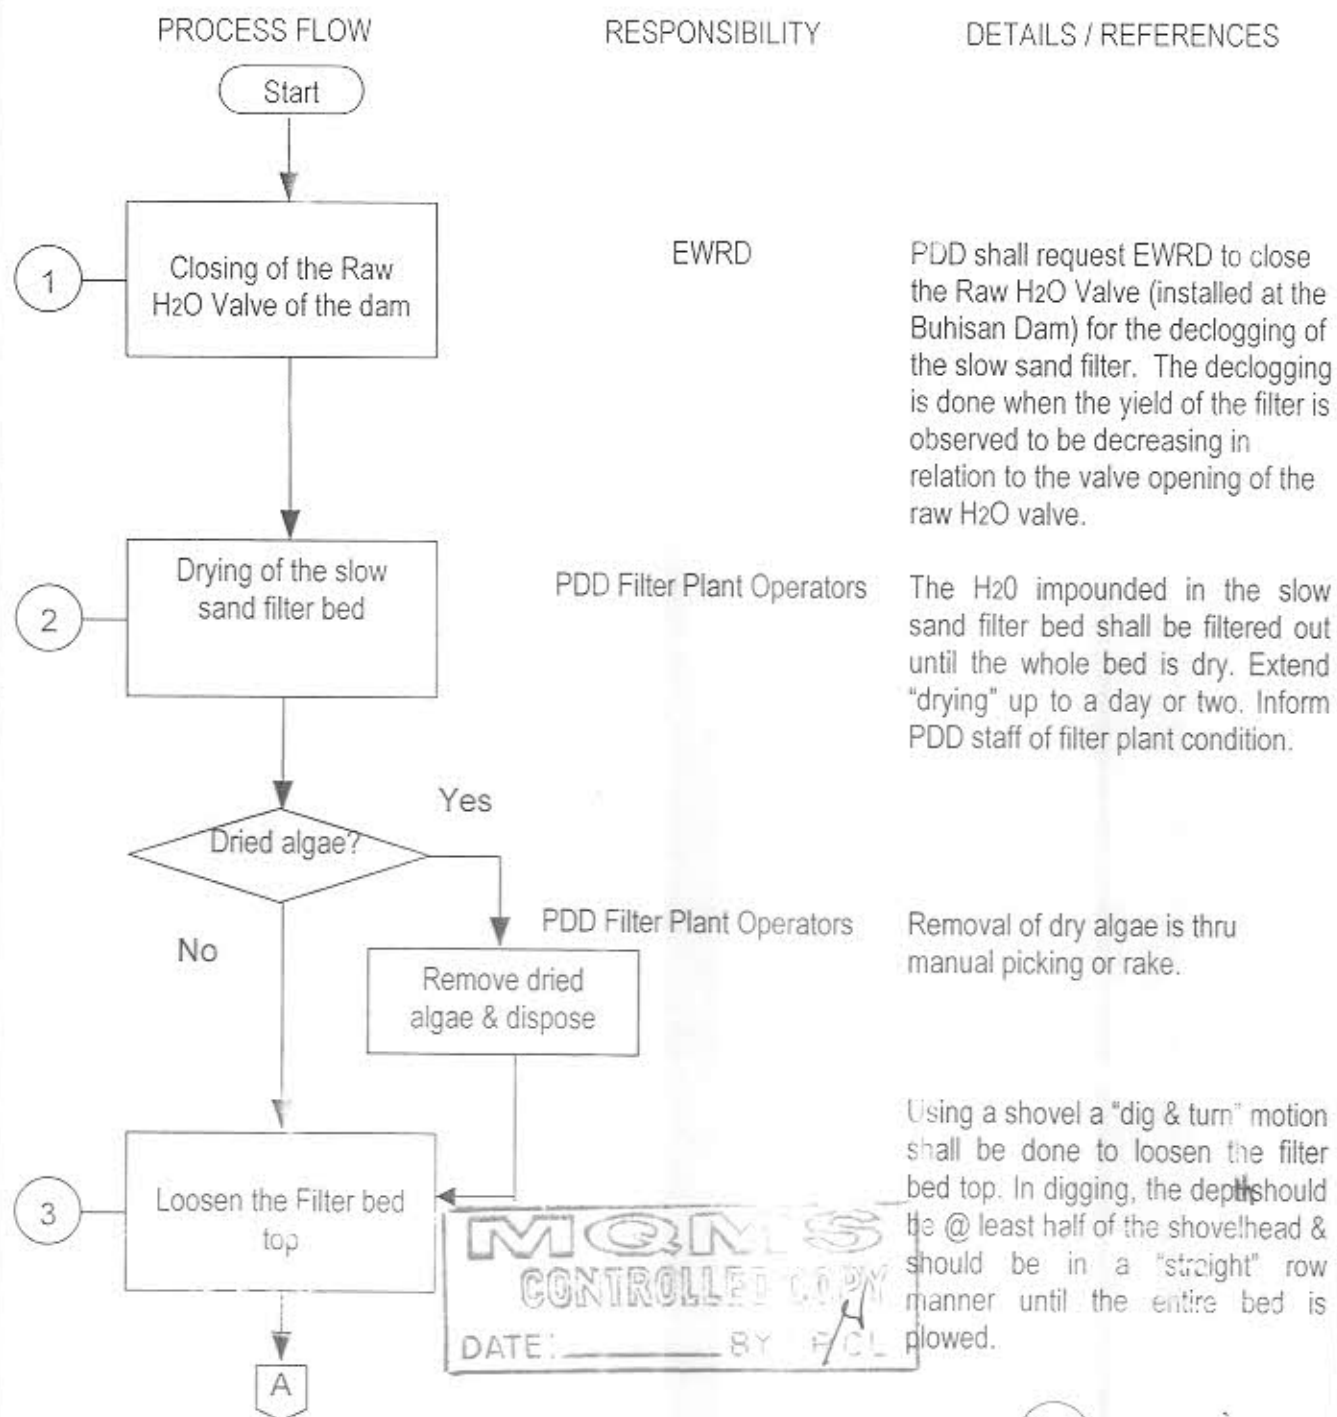 PROCESS FLOW
RESPONSIBILITY
DETAILS / REFERENCES
Start
1
Closing of the Raw
H2O Valve of the dam
EWRD
PDD shall request EWRD to close
the Raw H2O Valve (installed at the
Buhisan Dam) for the declogging of
the slow sand filter. The declogging
is done when the yield of the filter is
observed to be decreasing in
relation to the valve opening of the
raw H2O valve.
2
Drying of the slow
sand filter bed
PDD Filter Plant Operators
The H20 impounded in the slow
sand filter bed shall be filtered out
until the whole bed is dry. Extend
“drying” up to a day or two. Inform
PDD staff of filter plant condition.
Dried algae?
Yes
No
Remove dried
algae & dispose
PDD Filter Plant Operators
Removal of dry algae is thru
manual picking or rake.
3
Loosen the Filter bed
top
Using a shovel a “dig & turn” motion
shall be done to loosen the filter
bed top. In digging, the depth should
be @ least half of the shovelhead &
should be in a “straight” row
manner until the entire bed is
plowed.
MQMS
CONTROLLED COPY
DATE: BY
A